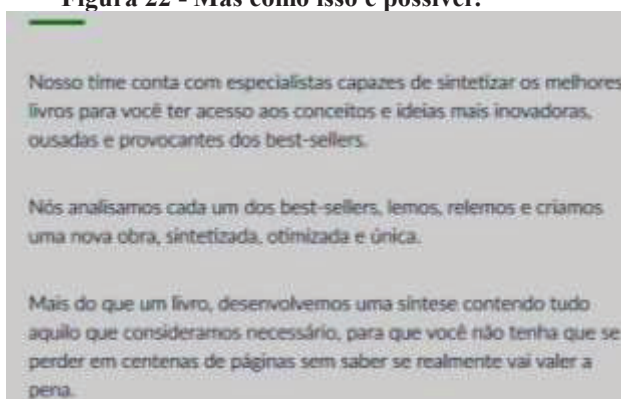 Figura 22 - Mas como isso é possível?
Nosso time conta com especialistas capazes de sintetizar os melhores
livros para você ter acesso aos conceitos e ideias mais inovadoras,
ousadas e provocantes dos best-sellers.
Nós analisamos cada um dos best-sellers, lemos, relemos e criamos
uma nova obra, sintetizada, otimizada e única.
Mais do que um livro, desenvolvemos uma síntese contendo tudo
aquilo que consideramos necessário, para que você não tenha que se
perder em centenas de páginas sem saber se realmente vai valer a
pena.